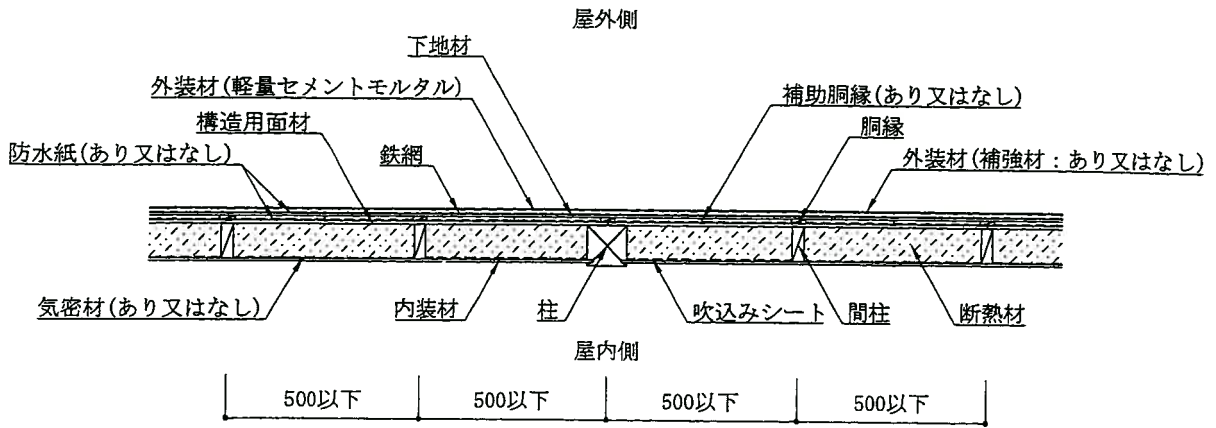 屋外側
下地材
外装材(軽量セメントモルタル)
補助胴縁(あり又はなし)
構造用面材
胴縁
防水紙(あり又はなし)
鉄網
外装材(補強材:あり又はなし)
気密材(あり又はなし)
内装材
柱
吹込みシート
間柱
断熱材
屋内側
500以下
500以下
500以下
500以下